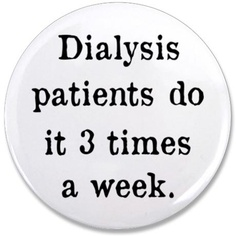 Dialysis
patients do
it 3 times
a week.